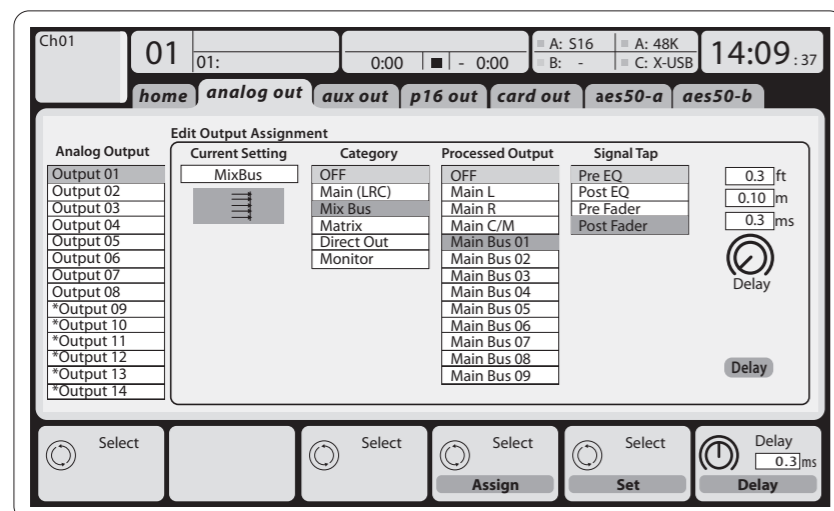 Ch01
01
01:
0:00
- 0:00
A: S16
B: -
A: 48K
C: X-USB
14:09:37
home
analog out
aux out
p16 out
card out
aes50-a
aes50-b
Edit Output Assignment
Analog Output
Output 01
Output 02
Output 03
Output 04
Output 05
Output 06
Output 07
Output 08
*Output 09
*Output 10
*Output 11
*Output 12
*Output 13
*Output 14
Current Setting
MixBus
Category
OFF
Main (LRC)
Mix Bus
Matrix
Direct Out
Monitor
Processed Output
OFF
Main L
Main R
Main C/M
Main Bus 01
Main Bus 02
Main Bus 03
Main Bus 04
Main Bus 05
Main Bus 06
Main Bus 07
Main Bus 08
Main Bus 09
Signal Tap
Pre EQ
Post EQ
Pre Fader
Post Fader
0.3 ft
0.10 m
0.3 ms
Delay
Delay
Select
Select
Select
Assign
Select
Set
Delay
0.3 ms
Delay